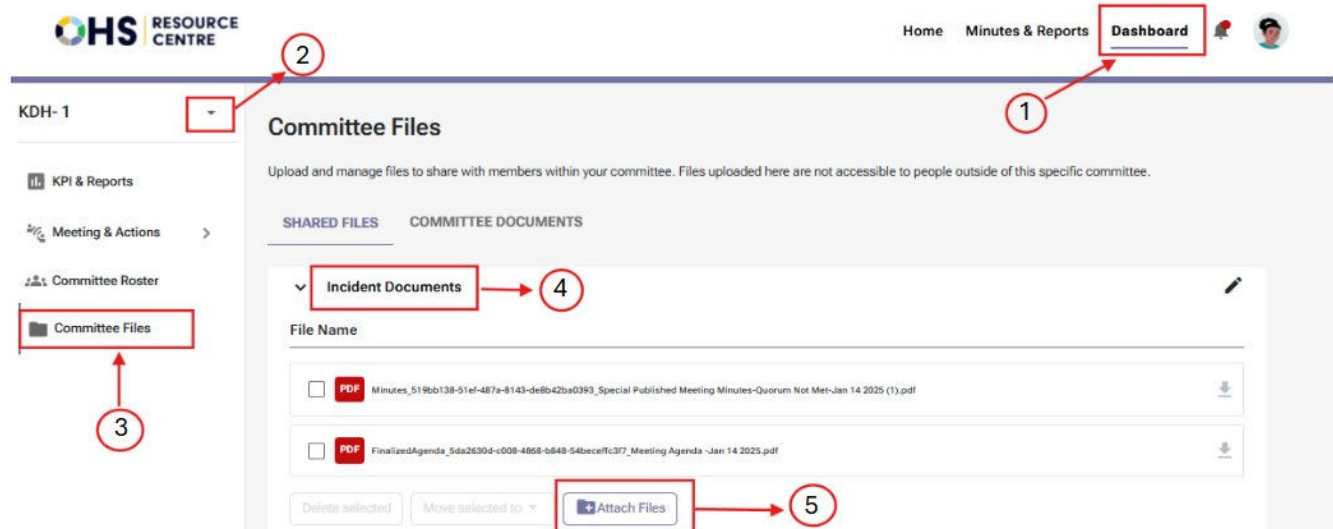 OHS RESOURCE CENTRE
Home Minutes & Reports Dashboard
2
1
KDH- 1
Committee Files
Upload and manage files to share with members within your committee. Files uploaded here are not accessible to people outside of this specific committee.
KPI & Reports
SHARED FILES COMMITTEE DOCUMENTS
Meeting & Actions
Committee Roster
Incident Documents
4
Committee Files
File Name
PDF Minutes_519bb138-51ef-487a-8143-de8b42ba0393_Special Published Meeting Minutes-Quorum Not Met-Jan 14 2025 (1).pdf
3
PDF FinalizedAgenda_5da2630d-c008-4868-b848-54beceffc3f7_Meeting Agenda -Jan 14 2025.pdf
Delete selected Move selected to Attach Files
5